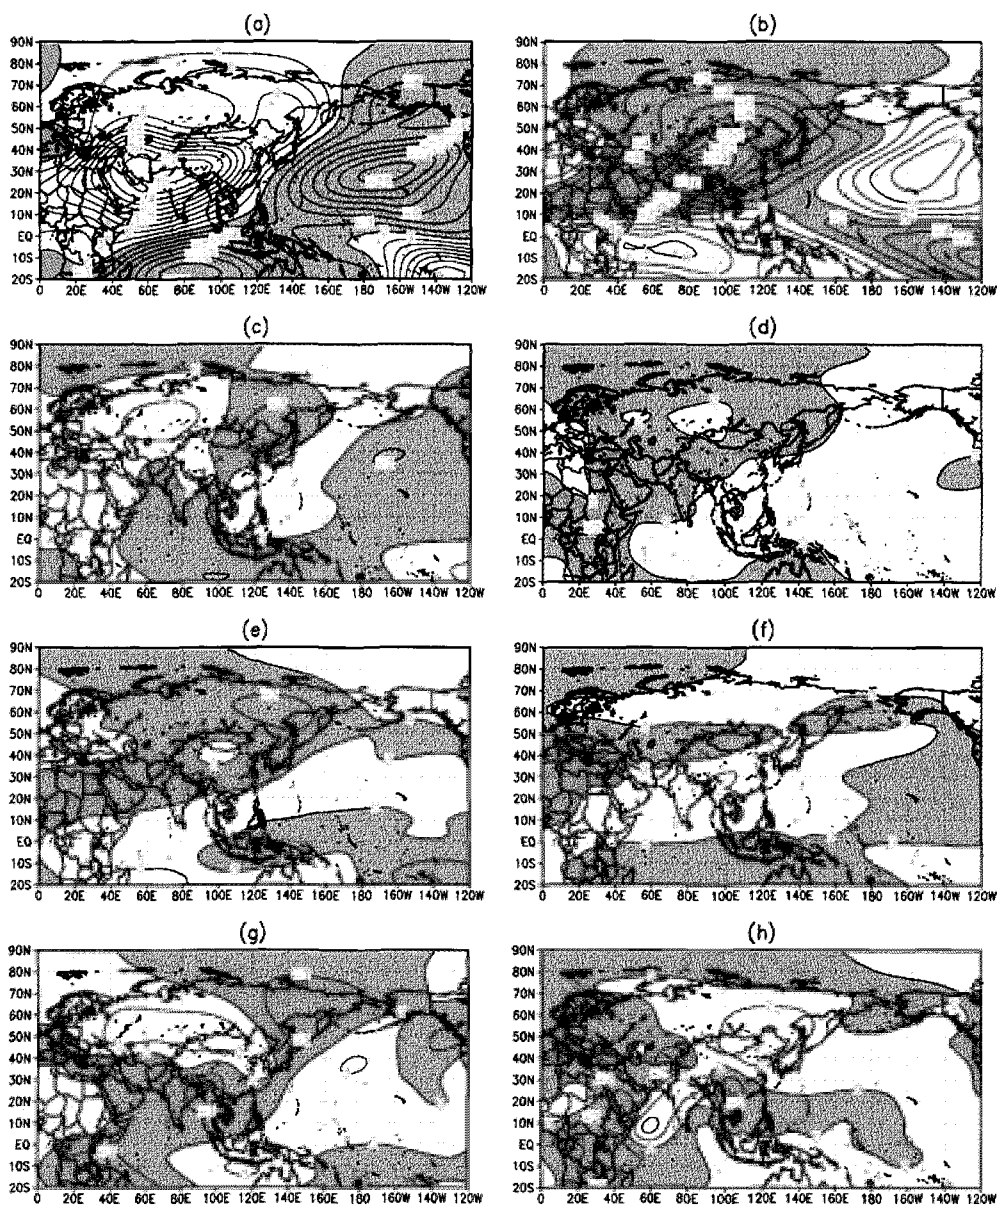 (a) (b)
90N 90N
80N 80N
70N 70N
60N 60N
50N 50N
40N 40N
30N 30N
20N 20N
10N 10N
EQ EQ
10S 10S
20S 20S
0 20E 40E 60E 80E 100E 120E 140E 160E 180 160W 140W 120W 0 20E 40E 60E 80E 100E 120E 140E 160E 180 160W 140W 120W
(c) (d)
90N 90N
80N 80N
70N 70N
60N 60N
50N 50N
40N 40N
30N 30N
20N 20N
10N 10N
EQ EQ
10S 10S
20S 20S
0 20E 40E 60E 80E 100E 120E 140E 160E 180 160W 140W 120W 0 20E 40E 60E 80E 100E 120E 140E 160E 180 160W 140W 120W
(e) (f)
90N 90N
80N 80N
70N 70N
60N 60N
50N 50N
40N 40N
30N 30N
20N 20N
10N 10N
EQ EQ
10S 10S
20S 20S
0 20E 40E 60E 80E 100E 120E 140E 160E 180 160W 140W 120W 0 20E 40E 60E 80E 100E 120E 140E 160E 180 160W 140W 120W
(g) (h)
90N 90N
80N 80N
70N 70N
60N 60N
50N 50N
40N 40N
30N 30N
20N 20N
10N 10N
EQ EQ
10S 10S
20S 20S
0 20E 40E 60E 80E 100E 120E 140E 160E 180 160W 140W 120W 0 20E 40E 60E 80E 100E 120E 140E 160E 180 160W 140W 120W